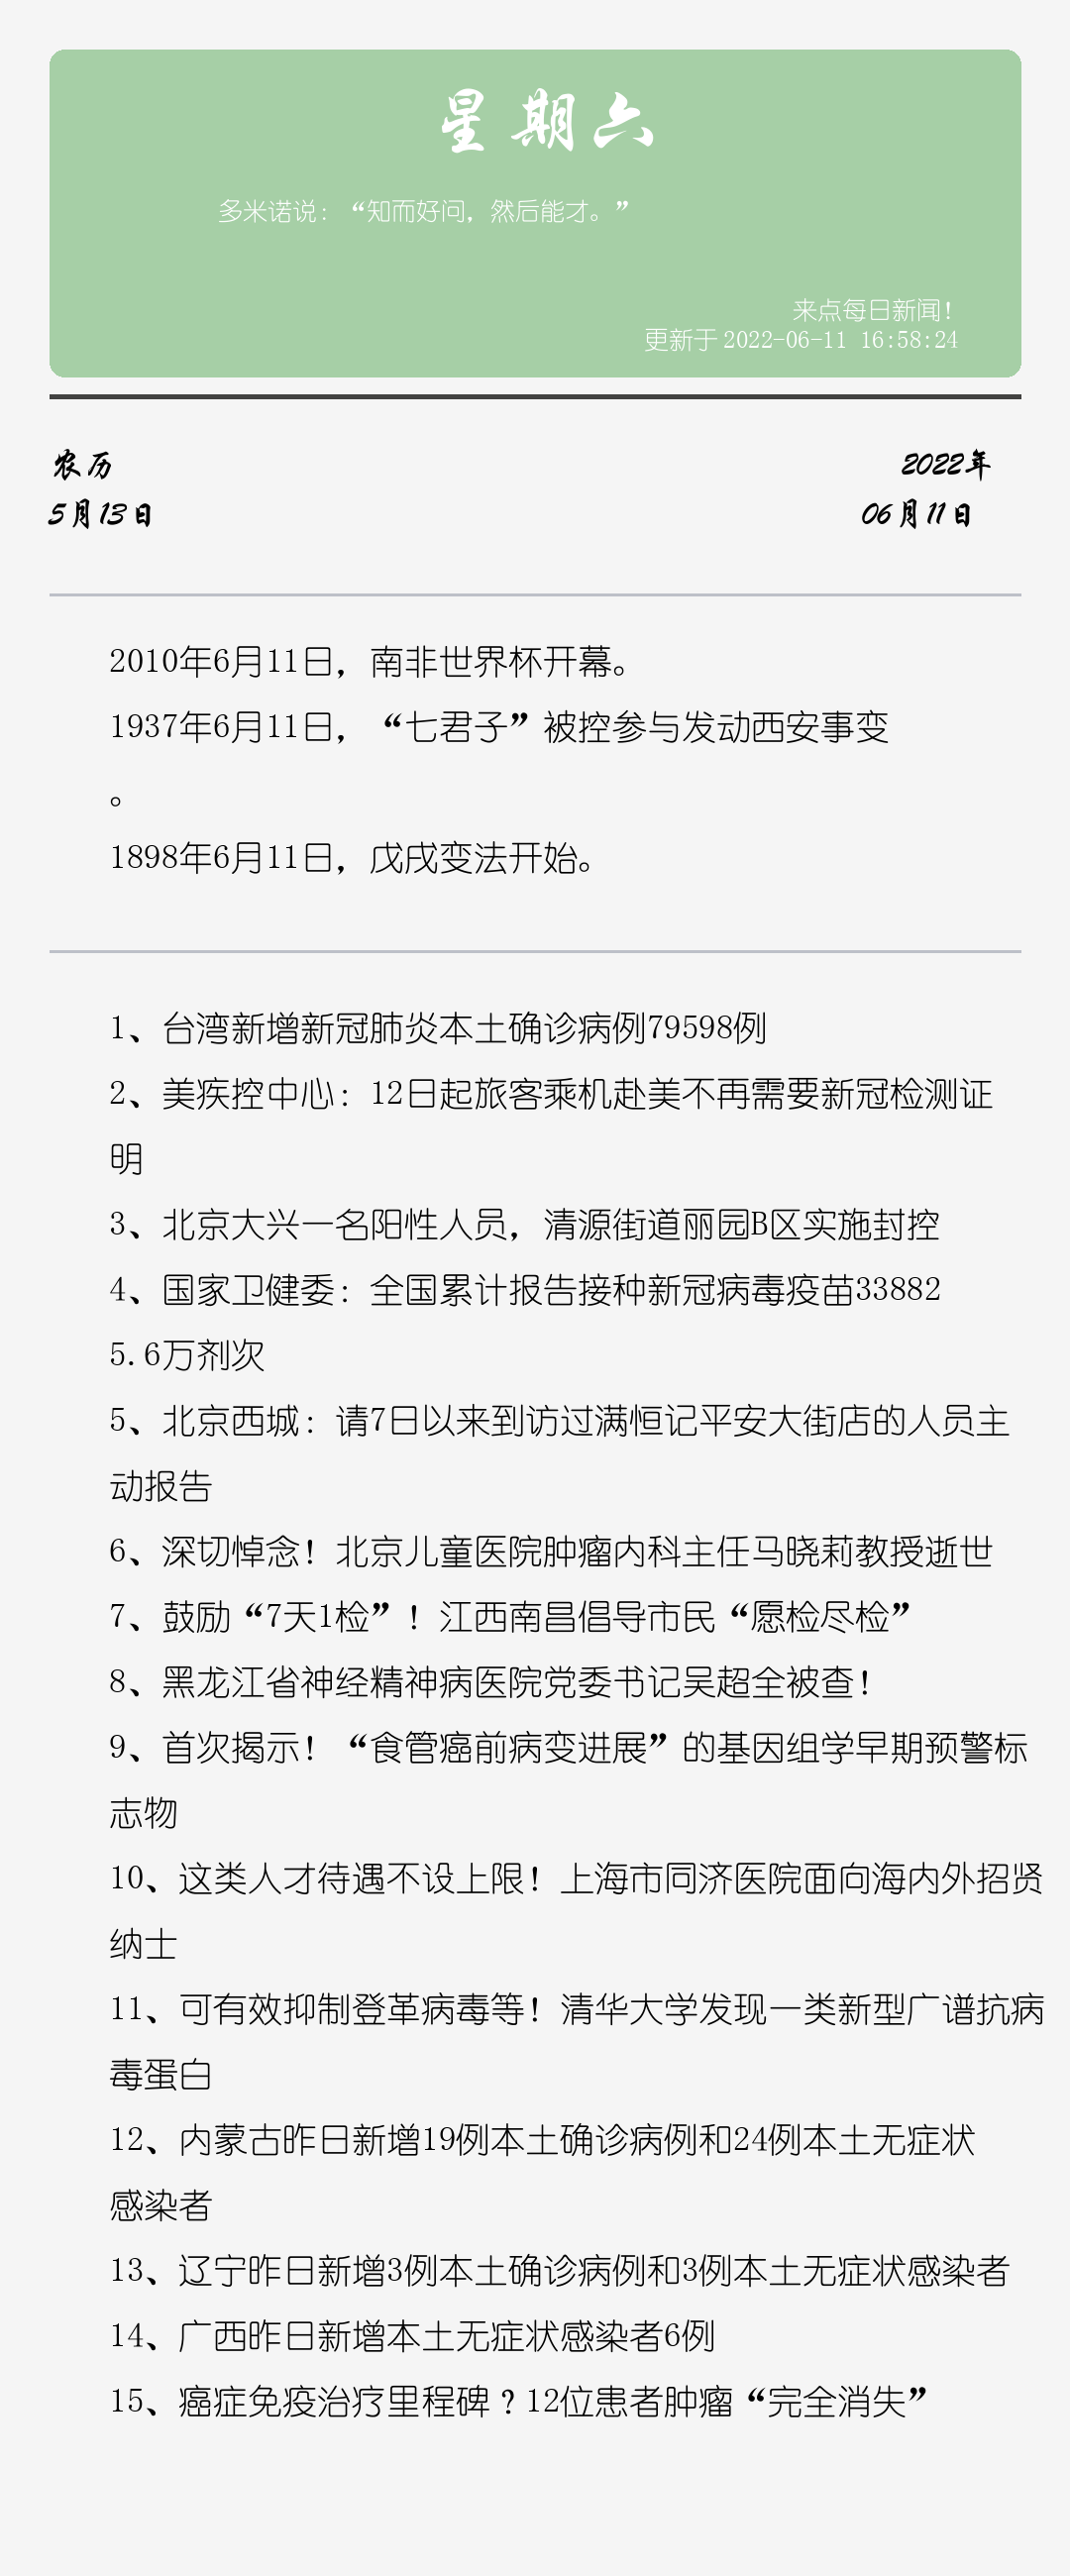 星期六
多米诺说：“知而好问，然后能才。”
来点每日新闻！
更新于 2022-06-11 16:58:24
农历
2022年
5月13日
06月11日
2010年6月11日，南非世界杯开幕。
1937年6月11日，“七君子”被控参与发动西安事变
。
1898年6月11日，戊戌变法开始。
1、台湾新增新冠肺炎本土确诊病例79598例
2、美疾控中心：12日起旅客乘机赴美不再需要新冠检测证
明
3、北京大兴一名阳性人员，清源街道丽园B区实施封控
4、国家卫健委：全国累计报告接种新冠病毒疫苗33882
5.6万剂次
5、北京西城：请7日以来到访过满恒记平安大街店的人员主
动报告
6、深切悼念！北京儿童医院肿瘤内科主任马晓莉教授逝世
7、鼓励“7天1检”！江西南昌倡导市民“愿检尽检”
8、黑龙江省神经精神病医院党委书记吴超全被查！
9、首次揭示！“食管癌前病变进展”的基因组学早期预警标
志物
10、这类人才待遇不设上限！上海市同济医院面向海内外招贤
纳士
11、可有效抑制登革病毒等！清华大学发现一类新型广谱抗病
毒蛋白
12、内蒙古昨日新增19例本土确诊病例和24例本土无症状
感染者
13、辽宁昨日新增3例本土确诊病例和3例本土无症状感染者
14、广西昨日新增本土无症状感染者6例
15、癌症免疫治疗里程碑？12位患者肿瘤“完全消失”